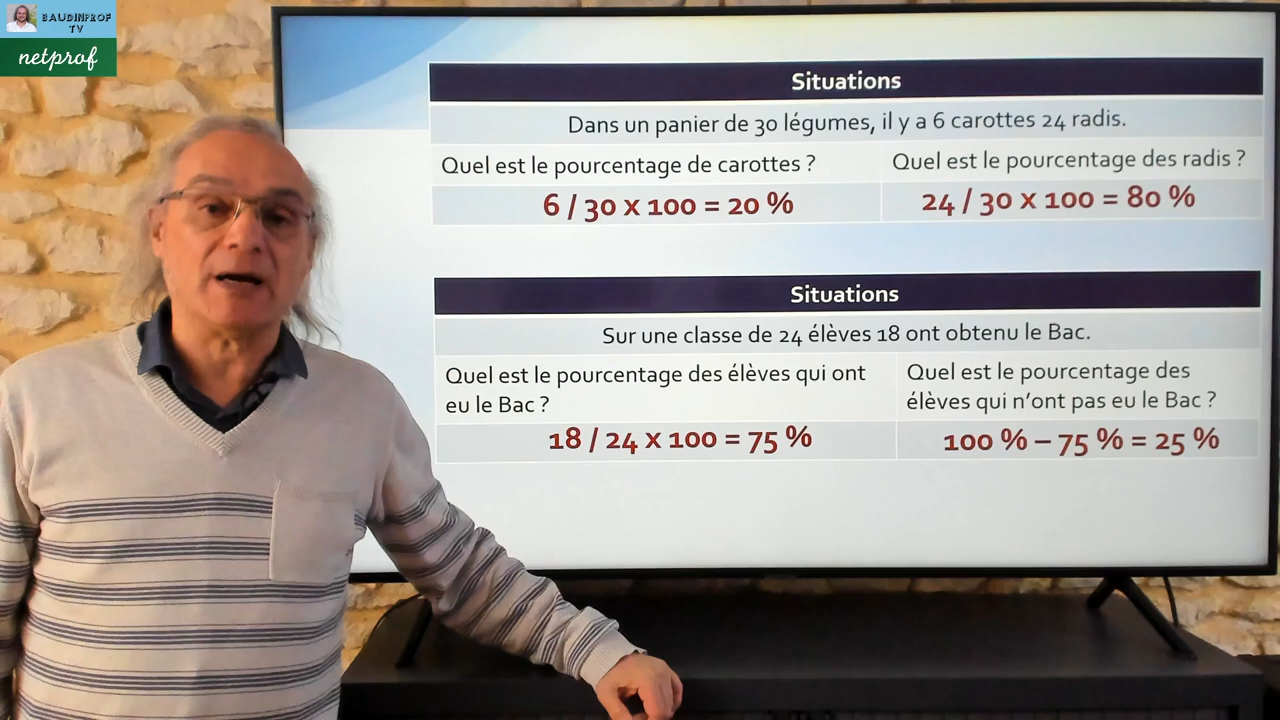 BAUDINPROF
TV
netprof
Situations
Dans un panier de 30 légumes, il y a 6 carottes 24 radis.
Quel est le pourcentage de carottes ?
Quel est le pourcentage des radis ?
6 / 30 x 100 = 20 %
24 / 30 x 100 = 80 %
Situations
Sur une classe de 24 élèves 18 ont obtenu le Bac.
Quel est le pourcentage des élèves qui ont
eu le Bac ?
Quel est le pourcentage des
élèves qui n’ont pas eu le Bac ?
18 / 24 x 100 = 75 %
100 % – 75 % = 25 %